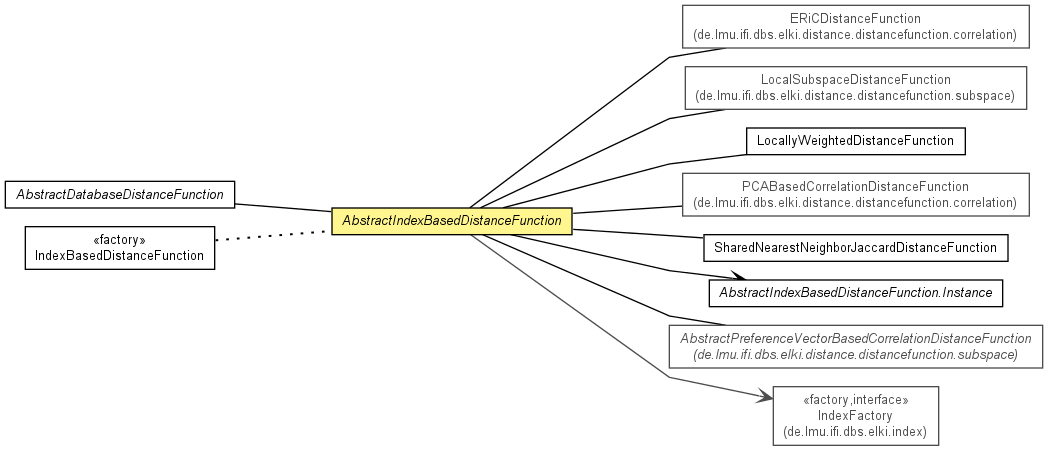 ERiCDistanceFunction
(de.lmu.ifi.dbs.elki.distance.distancefunction.correlation)
LocalSubspaceDistanceFunction
(de.lmu.ifi.dbs.elki.distance.distancefunction.subspace)
LocallyWeightedDistanceFunction
AbstractDatabaseDistanceFunction
PCABasedCorrelationDistanceFunction
(de.lmu.ifi.dbs.elki.distance.distancefunction.correlation)
AbstractIndexBasedDistanceFunction
«factory»
IndexBasedDistanceFunction
SharedNearestNeighborJaccardDistanceFunction
AbstractIndexBasedDistanceFunction.Instance
AbstractPreferenceVectorBasedCorrelationDistanceFunction
(de.lmu.ifi.dbs.elki.distance.distancefunction.subspace)
«factory,interface»
IndexFactory
(de.lmu.ifi.dbs.elki.index)